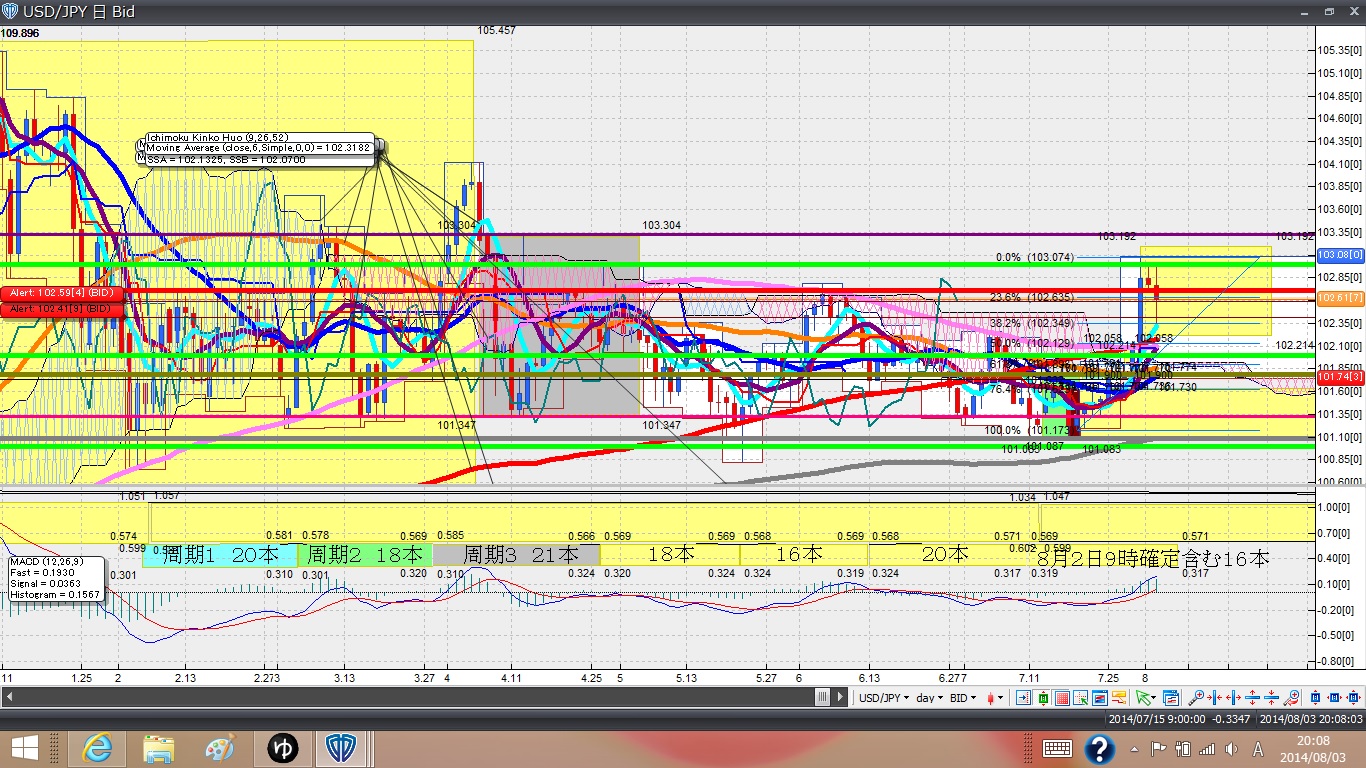 USD/JPY 日 Bid
109.896
105.457
105.35[0]
105.10[0]
104.85[0]
104.60[0]
104.35[0]
104.10[0]
103.85[0]
103.60[0]
103.35[0]
103.08[0]
102.85[0]
102.61[7]
102.35[0]
102.10[0]
101.85[0]
101.74[3]
101.60[0]
101.35[0]
101.10[0]
100.85[0]
100.60[0]
Ichimoku Kinko Huo (9,26,52)
Moving Average (close,6,Simple,0,0) = 102.3182
SSA = 102.1325, SSB = 102.0700
103.304 103.304
103.192 103.192
Alert: 102.59[4] (BID)
Alert: 102.41[9] (BID)
0.0% (103.074)
23.6% (102.635)
38.2% (102.349)
50.0% (102.129)
76.4%
100.0% (101.173)
102.058 102.058
102.214 102.214
101.774
101.730
101.347 101.347
101.087
101.083
1.051 1.057 1.034 1.047
0.574 0.581 0.578 0.569 0.585 0.566 0.569 0.569 0.568 0.569 0.568 0.571 0.569 0.571
0.599 0.602 0.599
周期1 20本
周期2 18本
周期3 21本
18本
16本
20本
8月2日9時確定含む16本
0.301 0.310 0.301 0.320 0.310 0.324 0.320 0.324 0.324 0.319 0.324 0.317 0.319 0.317
MACD (12,26,9)
Fast = 0.1930
Signal = 0.0363
Histogram = 0.1567
1.00[0]
0.70[0]
0.40[0]
0.10[0]
-0.20[0]
-0.50[0]
-0.80[0]
11 1.25 2 2.13 2.273 3.13 3.27 4 4.11 4.25 5 5.13 5.27 6 6.13 6.277 7.11 7.25 8
USD/JPY day BID
2014/07/15 9:00:00 -0.3347 2014/08/03 20:08:03
ゆ
A
20:08
2014/08/03